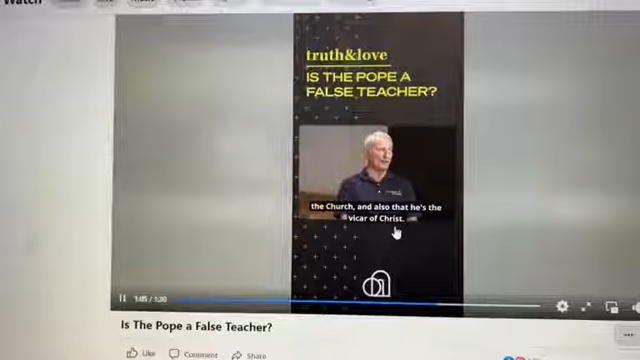 Watch
truth&love
IS THE POPE A
FALSE TEACHER?
the Church, and also that he's the
vicar of Christ.
1:05 / 1:30
Is The Pope a False Teacher?
Like
Comment
Share